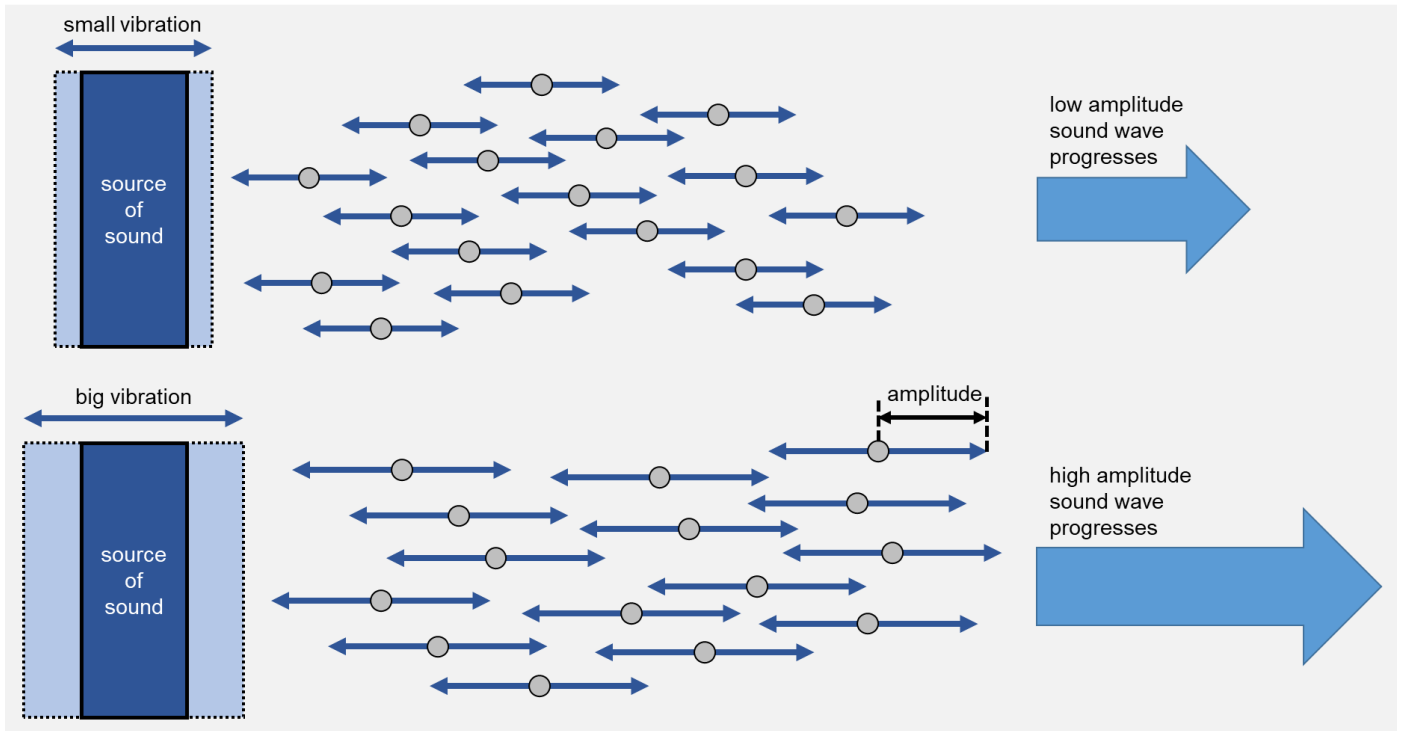 small vibration
source
of
sound
low amplitude
sound wave
progresses
big vibration
amplitude
source
of
sound
high amplitude
sound wave
progresses